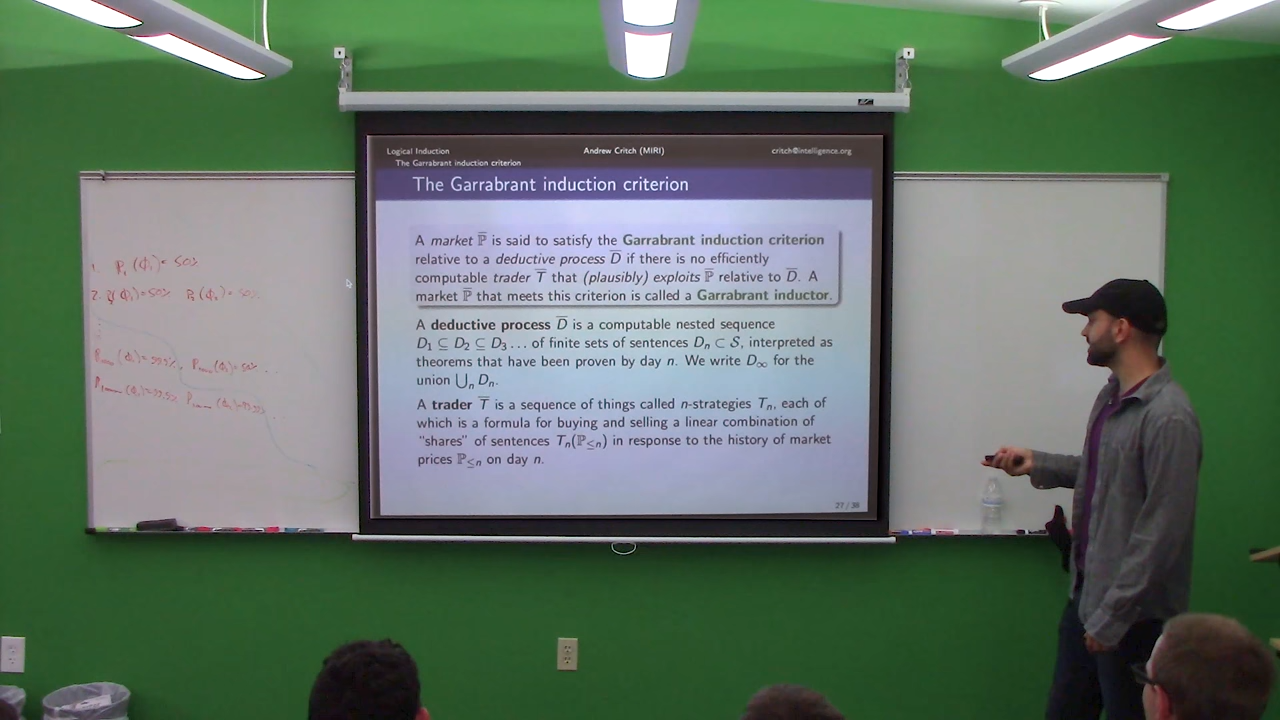 Logical Induction
Andrew Critch (MIRI)
critch@intelligence.org
The Garrabrant induction criterion
The Garrabrant induction criterion
A market P̅ is said to satisfy the Garrabrant induction criterion
relative to a deductive process D̅ if there is no efficiently
computable trader T̅ that (plausibly) exploits P̅ relative to D̅. A
market P̅ that meets this criterion is called a Garrabrant inductor.
A deductive process D̅ is a computable nested sequence
D₁ ⊆ D₂ ⊆ D₃ ... of finite sets of sentences Dₙ ⊂ S, interpreted as
theorems that have been proven by day n. We write D∞ for the
union ⋃ₙ Dₙ.
A trader T̅ is a sequence of things called n-strategies Tₙ, each of
which is a formula for buying and selling a linear combination of
"shares" of sentences Tₙ(P≤ₙ) in response to the history of market
prices P≤ₙ on day n.
27 / 38
1. P₁(ϕ₁)=50%